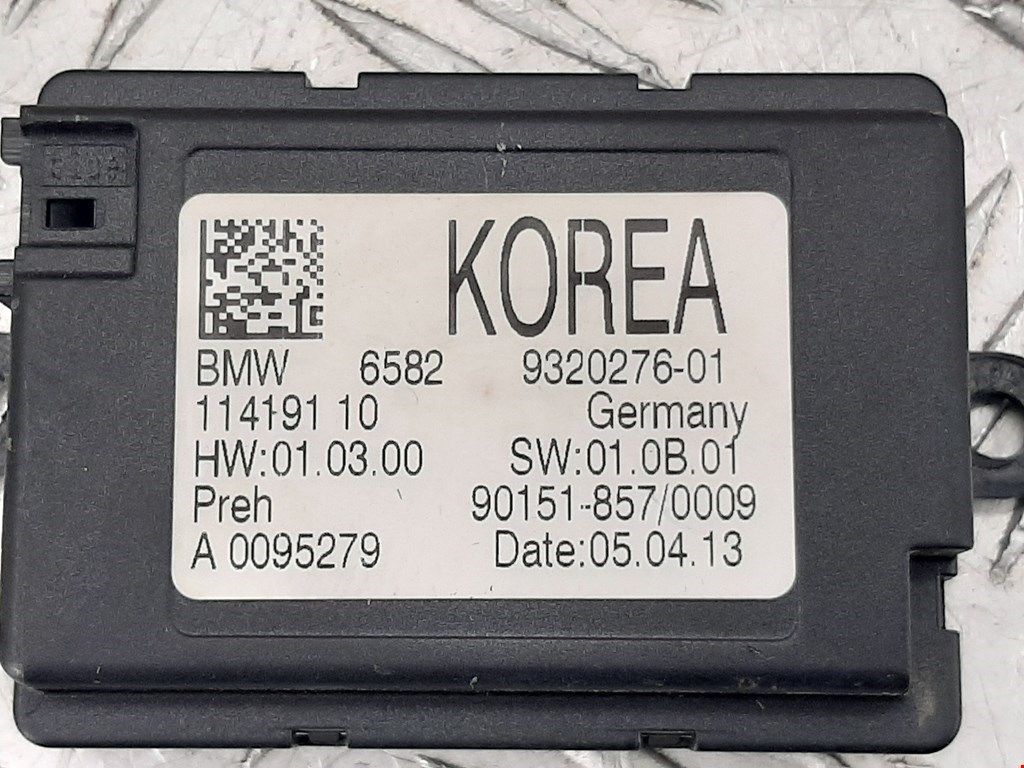 KOREA
BMW 6582 9320276-01
114191 10 Germany
HW:01.03.00 SW:01.0B.01
Preh 90151-857/0009
A 0095279 Date:05.04.13